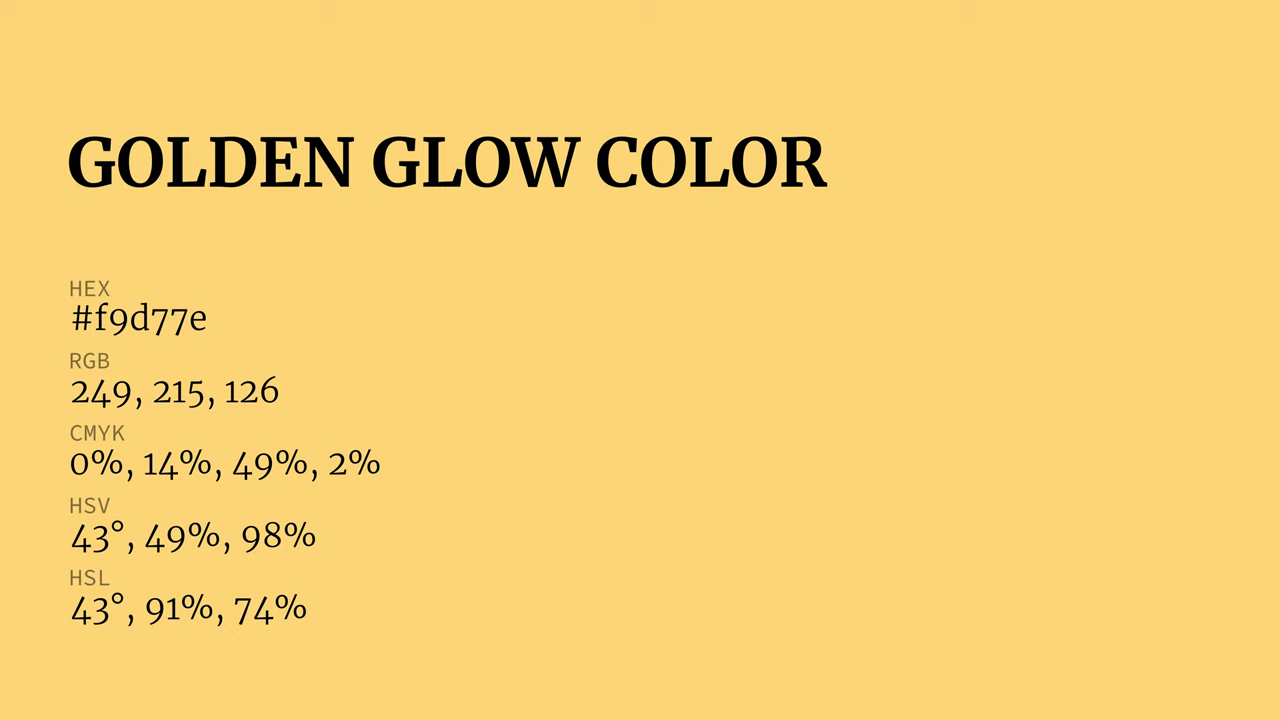 GOLDEN GLOW COLOR
HEX
#f9d77e
RGB
249, 215, 126
CMYK
0%, 14%, 49%, 2%
HSV
43°, 49%, 98%
HSL
43°, 91%, 74%